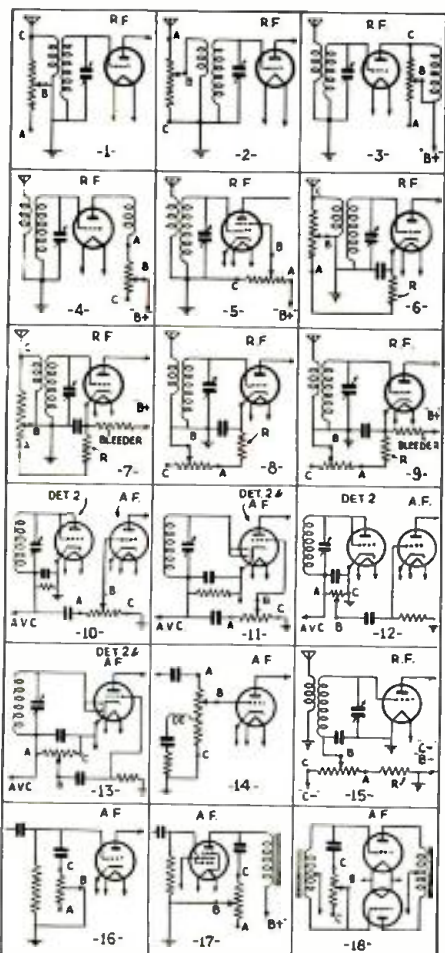 R F
C
B
A
-1-
R F
A
C
-2-
R F
C
B
A
-3-
B+
R F
A
B
C
-4-
B+
R F
B
C
A
-5-
B+
R F
A
R
-6-
R F
C
B+
B
BLEEDER
A
R
-7-
R F
R
B
C
A
-8-
R F
B+
B
BLEEDER
R
C
A
-9-
DET 2
A.F.
B
A
C
AVC
-10-
DET. 2 &
A F
A
C
AVC
-11-
DET 2
A.F.
C
A
B
AVC
-12-
DET 2 &
A F
A
C
AVC
-13-
A F
A
B
C
-14-
R.F.
B
C-
B-
C
A
C-
R
-15-
A F
C
B
A
-16-
A F.
C
B
A
B+
-17-
A F
C
B
-18-